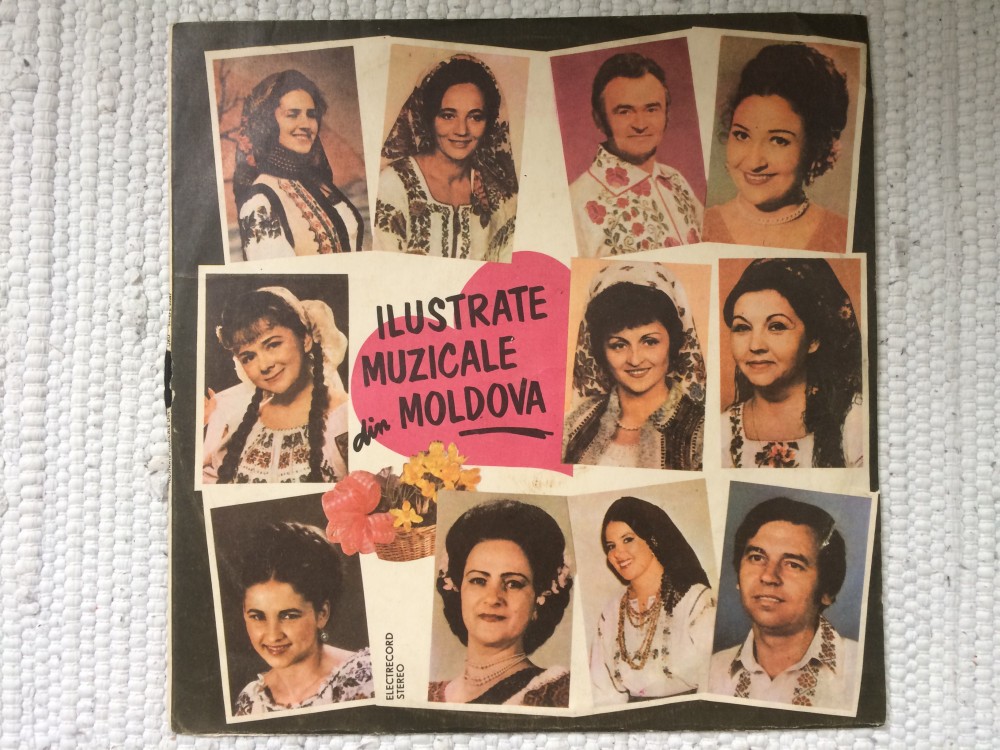 ILUSTRATE
MUZICALE
din MOLDOVA
ELECTRECORD
STEREO